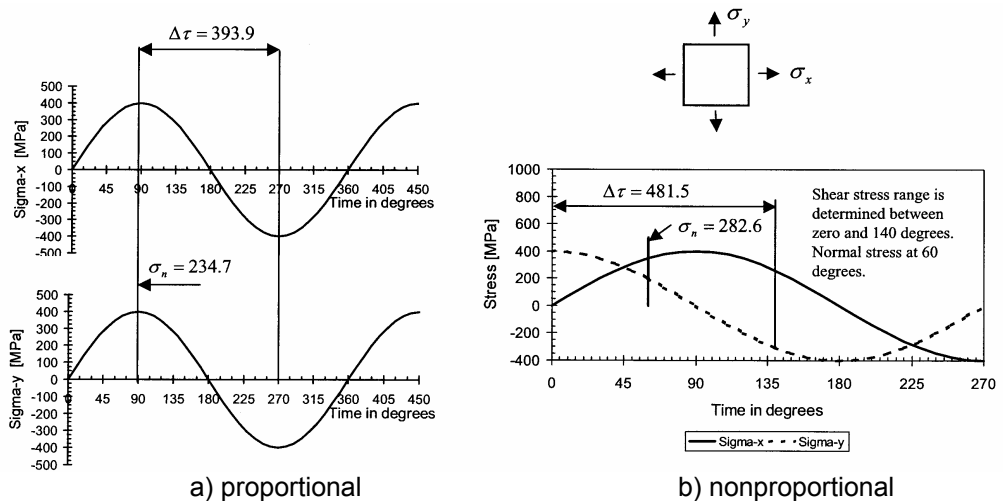 Δτ = 393.9
Sigma-x [MPa]
500
400
300
200
100
0
-100
-200
-300
-400
-500
0 45 90 135 180 225 270 315 360 405 450
Time in degrees
σn = 234.7
Sigma-y [MPa]
500
400
300
200
100
0
-100
-200
-300
-400
-500
0 45 90 135 180 225 270 315 360 405 450
Time in degrees
a) proportional
σy
σx
Stress [MPa]
1000
800
600
400
200
0
-200
-400
Δτ = 481.5
σn = 282.6
Shear stress range is
determined between
zero and 140 degrees.
Normal stress at 60
degrees.
0 45 90 135 180 225 270
Time in degrees
Sigma-x Sigma-y
b) nonproportional